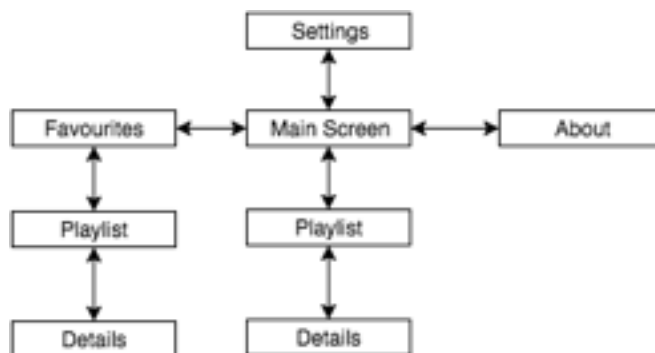 Settings
Favourites
Main Screen
About
Playlist
Playlist
Details
Details